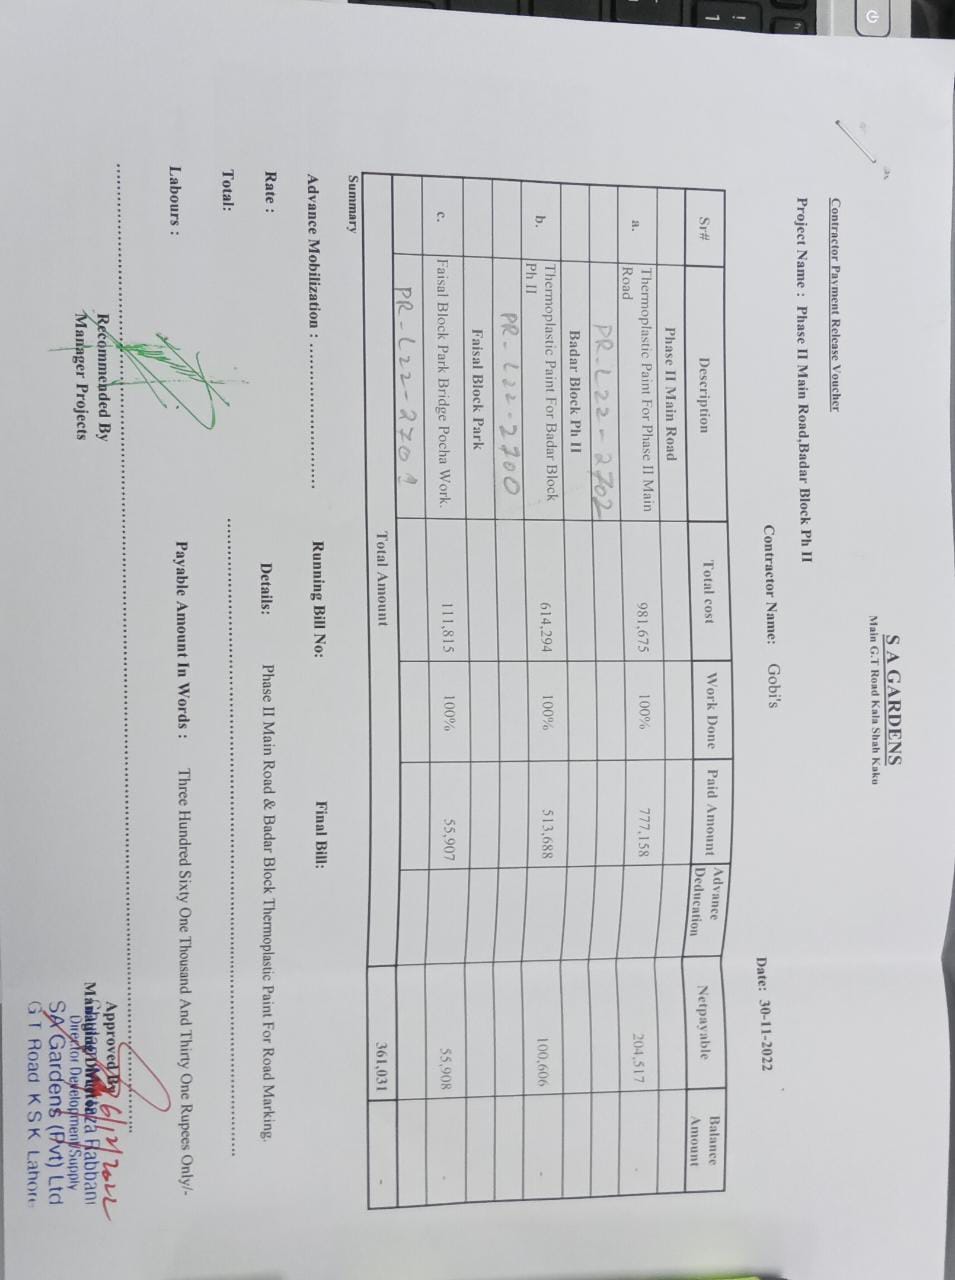 S A GARDENS
Main G.T Road Kala Shah Kaku
Contractor Payment Release Voucher
Project Name : Phase II Main Road,Badar Block Ph II
Contractor Name: Gobi's
Date: 30-11-2022
Sr# Description Total cost Work Done Paid Amount Advance Deducation Netpayable Balance Amount
Phase II Main Road
a. Thermoplastic Paint For Phase II Main Road 981,675 100% 777,158 204,517 -
PR-L22-2702
Badar Block Ph II
b. Thermoplastic Paint For Badar Block Ph II 614,294 100% 513,688 100,606 -
PR-L22-2700
Faisal Block Park
c. Faisal Block Park Bridge Pocha Work. 111,815 100% 55,907 55,908 -
PR-L22-2701
Total Amount 361,031 -
Summary
Advance Mobilization : Running Bill No: Final Bill:
Rate : Details: Phase II Main Road & Badar Block Thermoplastic Paint For Road Marking.
Total:
Labours : Payable Amount In Words : Three Hundred Sixty One Thousand And Thirty One Rupees Only/-
Recommended By
Manager Projects
Approved By
6/12/2022
Rabbani
Director Development/Supply
SA Gardens (Pvt) Ltd
G T Road K S K Lahore